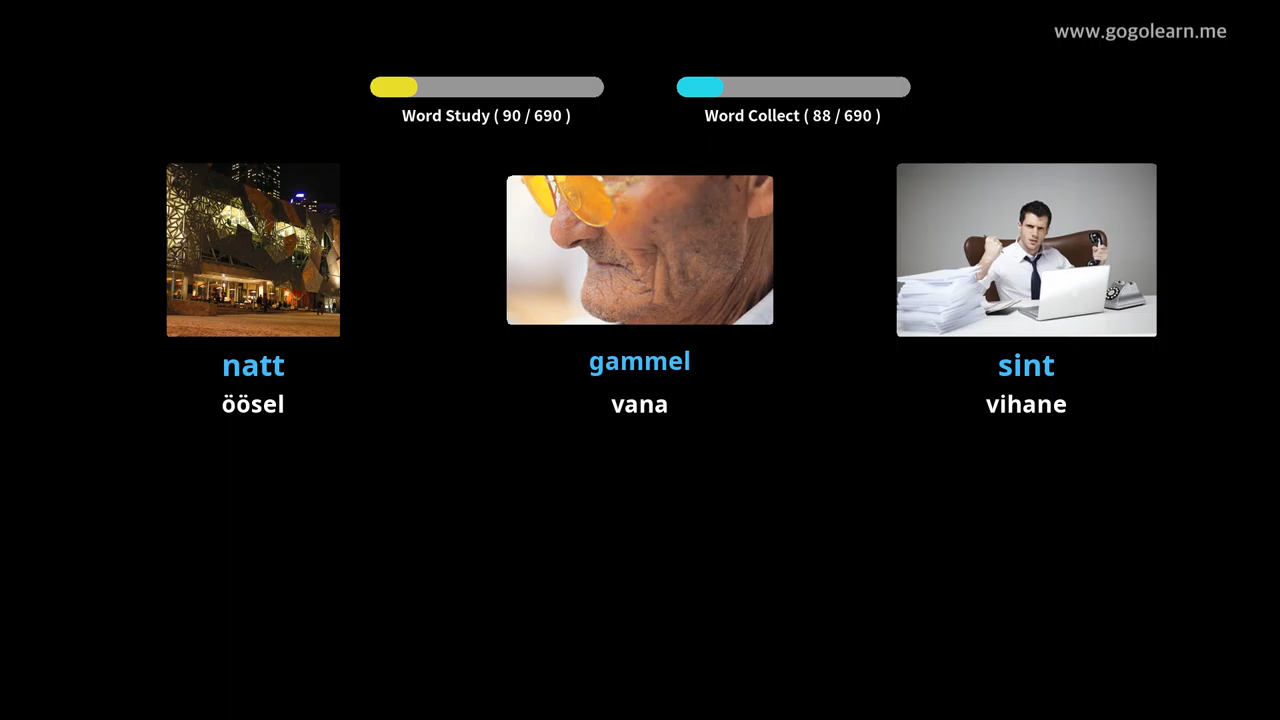 www.gogolearn.me
Word Study ( 90 / 690 )
Word Collect ( 88 / 690 )
natt
gammel
sint
öösel
vana
vihane